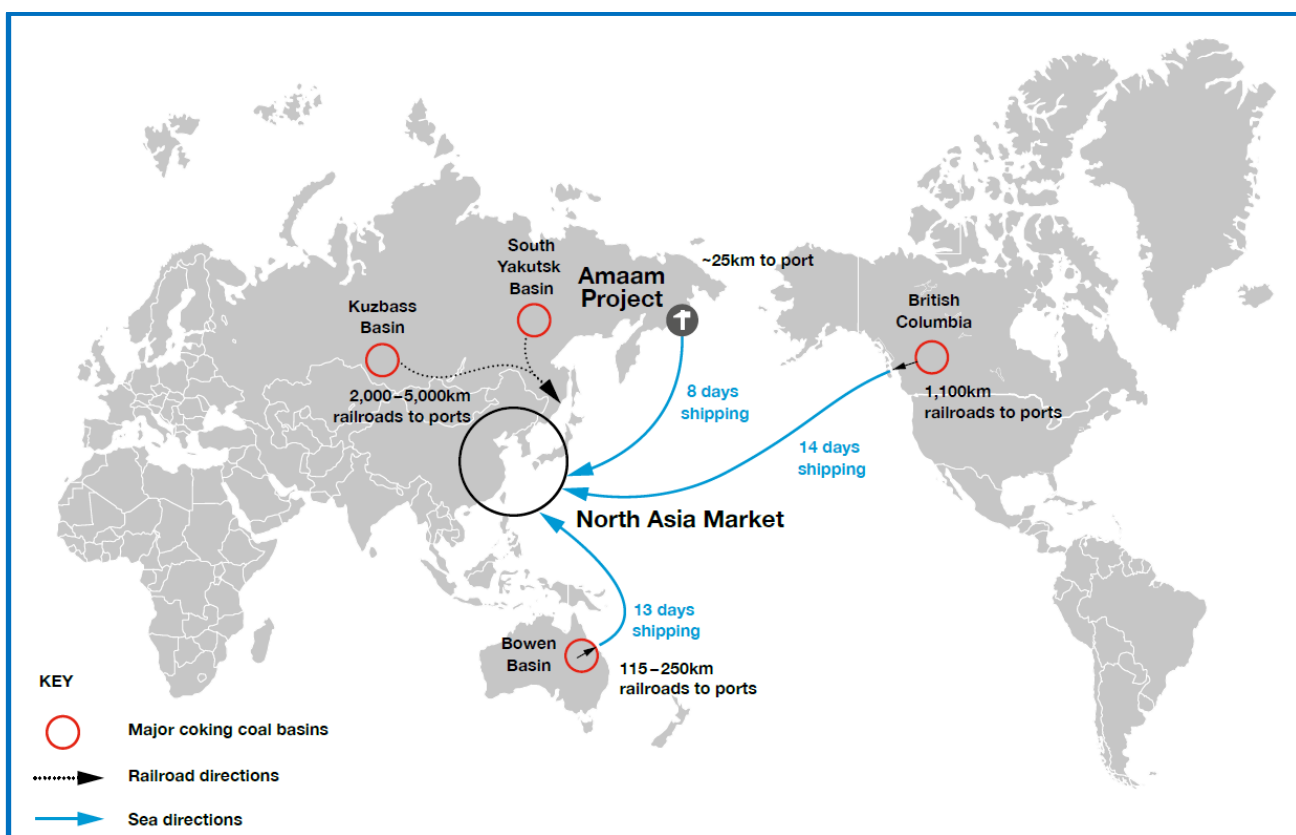 South
Yakutsk
Basin
Amaam
Project
~25km to port
Kuzbass
Basin
British
Columbia
2,000–5,000km
railroads to ports
8 days
shipping
1,100km
railroads to ports
14 days
shipping
North Asia Market
13 days
shipping
Bowen
Basin
115–250km
railroads to ports
KEY
Major coking coal basins
Railroad directions
Sea directions